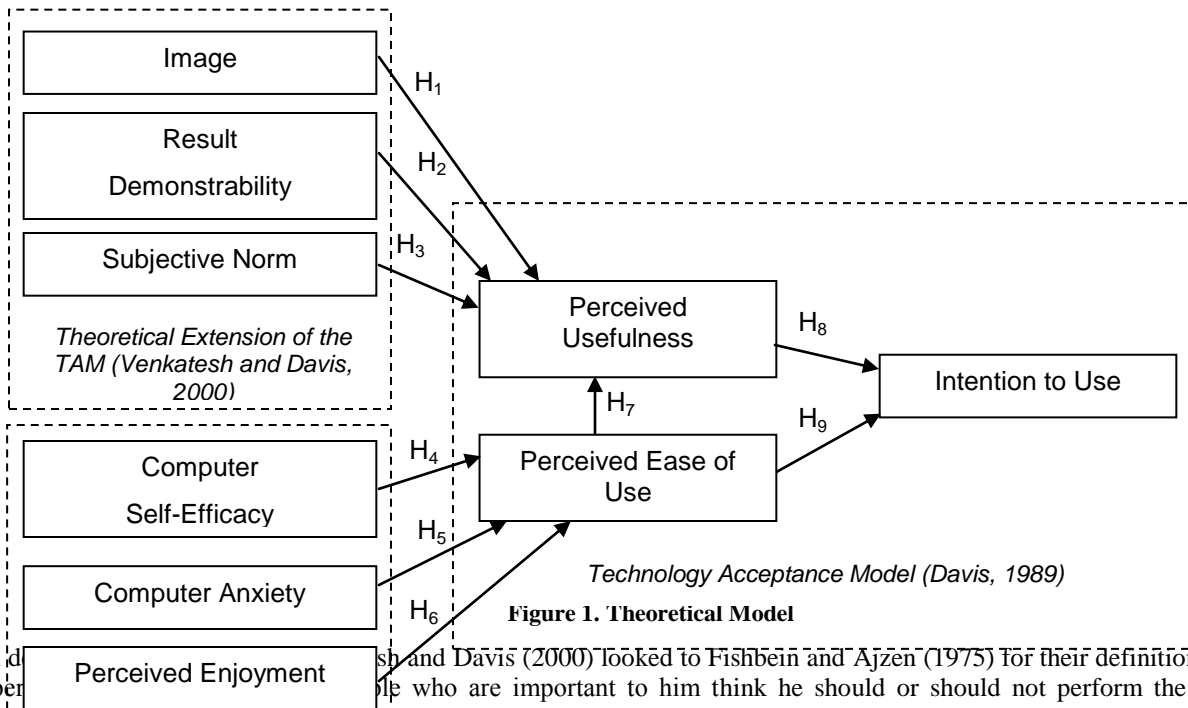 Image
H1
Result
Demonstrability
H2
Subjective Norm
H3
Theoretical Extension of the
TAM (Venkatesh and Davis,
2000)
Perceived
Usefulness
H8
Intention to Use
H7
H9
Computer
Self-Efficacy
H4
Perceived Ease of
Use
H5
Computer Anxiety
H6
Perceived Enjoyment
Technology Acceptance Model (Davis, 1989)
Figure 1. Theoretical Model
and Davis (2000) looked to Fishbein and Ajzen (1975) for their definition
who are important to him think he should or should not perform the